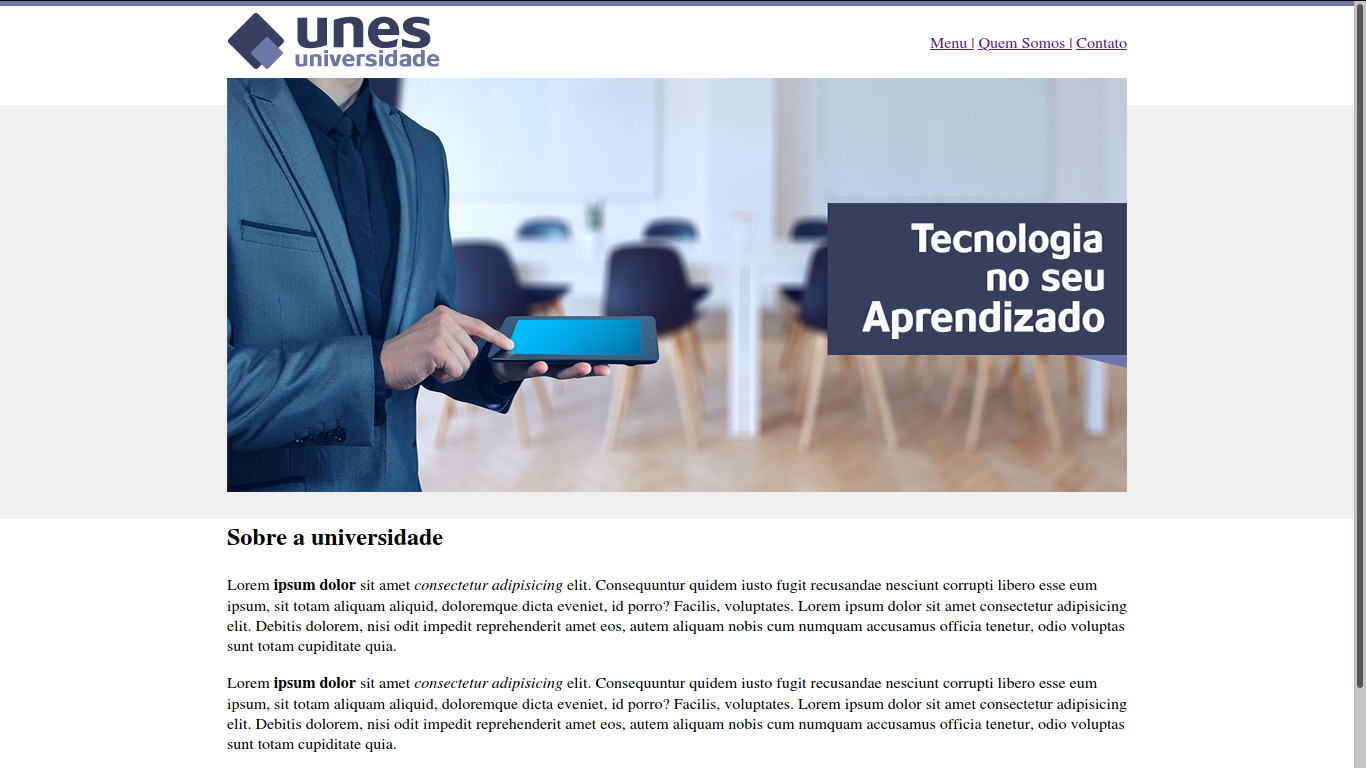 unes
universidade
Menu | Quem Somos | Contato
Tecnologia
no seu
Aprendizado
Sobre a universidade
Lorem ipsum dolor sit amet consectetur adipisicing elit. Consequuntur quidem iusto fugit recusandae nesciunt corrupti libero esse eum
ipsum, sit totam aliquam aliquid, doloremque dicta eveniet, id porro? Facilis, voluptates. Lorem ipsum dolor sit amet consectetur adipisicing
elit. Debitis dolorem, nisi odit impedit reprehenderit amet eos, autem aliquam nobis cum numquam accusamus officia tenetur, odio voluptas
sunt totam cupiditate quia.
Lorem ipsum dolor sit amet consectetur adipisicing elit. Consequuntur quidem iusto fugit recusandae nesciunt corrupti libero esse eum
ipsum, sit totam aliquam aliquid, doloremque dicta eveniet, id porro? Facilis, voluptates. Lorem ipsum dolor sit amet consectetur adipisicing
elit. Debitis dolorem, nisi odit impedit reprehenderit amet eos, autem aliquam nobis cum numquam accusamus officia tenetur, odio voluptas
sunt totam cupiditate quia.